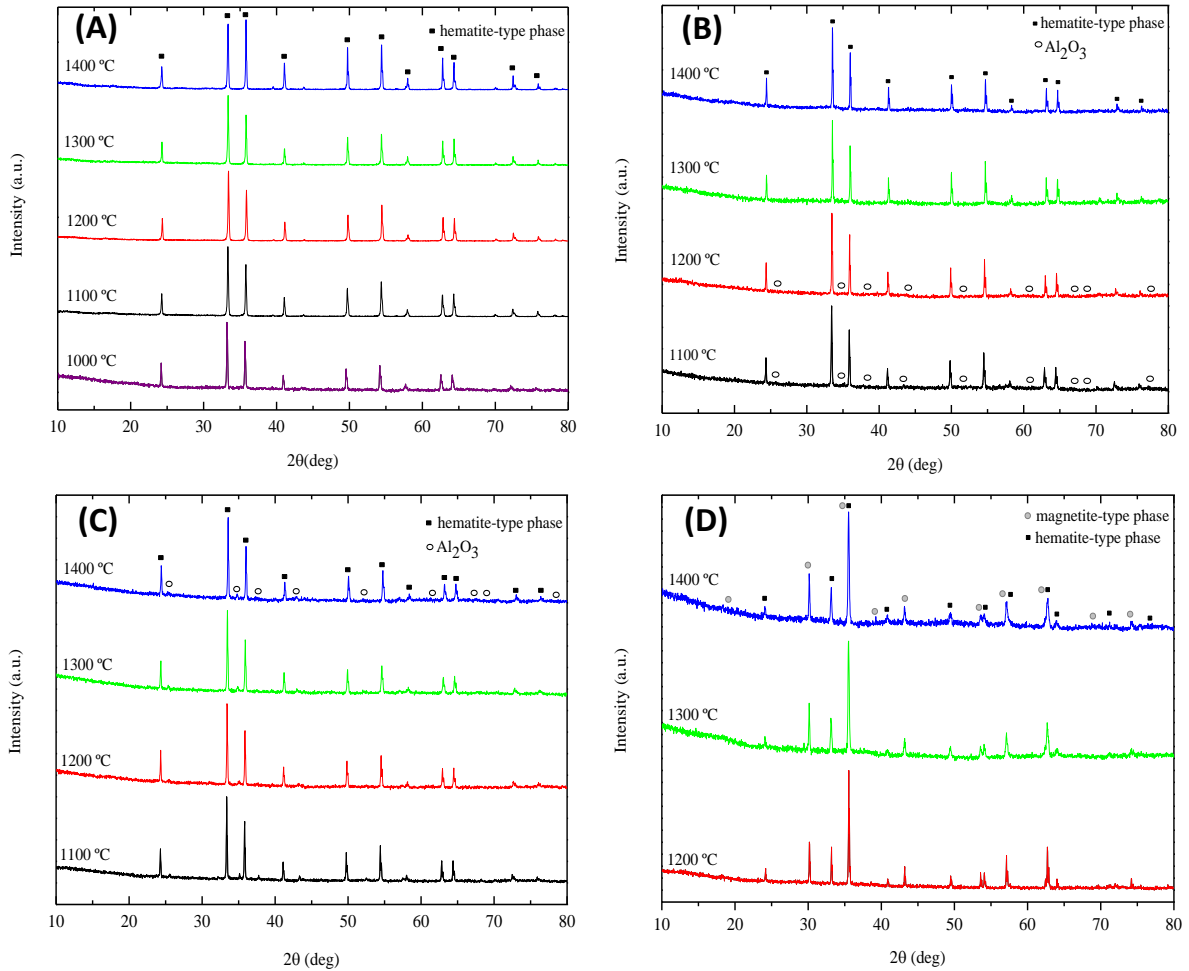 (A)
■ hematite-type phase
1400 ºC
1300 ºC
1200 ºC
1100 ºC
1000 ºC
Intensity (a.u.)
10 20 30 40 50 60 70 80
2θ(deg)
(B)
■ hematite-type phase
○ Al₂O₃
1400 ºC
1300 ºC
1200 ºC
1100 ºC
Intensity (a.u.)
10 20 30 40 50 60 70 80
2θ (deg)
(C)
■ hematite-type phase
○ Al₂O₃
1400 ºC
1300 ºC
1200 ºC
1100 ºC
Intensity (a.u.)
10 20 30 40 50 60 70 80
2θ (deg)
(D)
magnetite-type phase
■ hematite-type phase
1400 ºC
1300 ºC
1200 ºC
Intensity (a.u.)
10 20 30 40 50 60 70 80
2θ (deg)